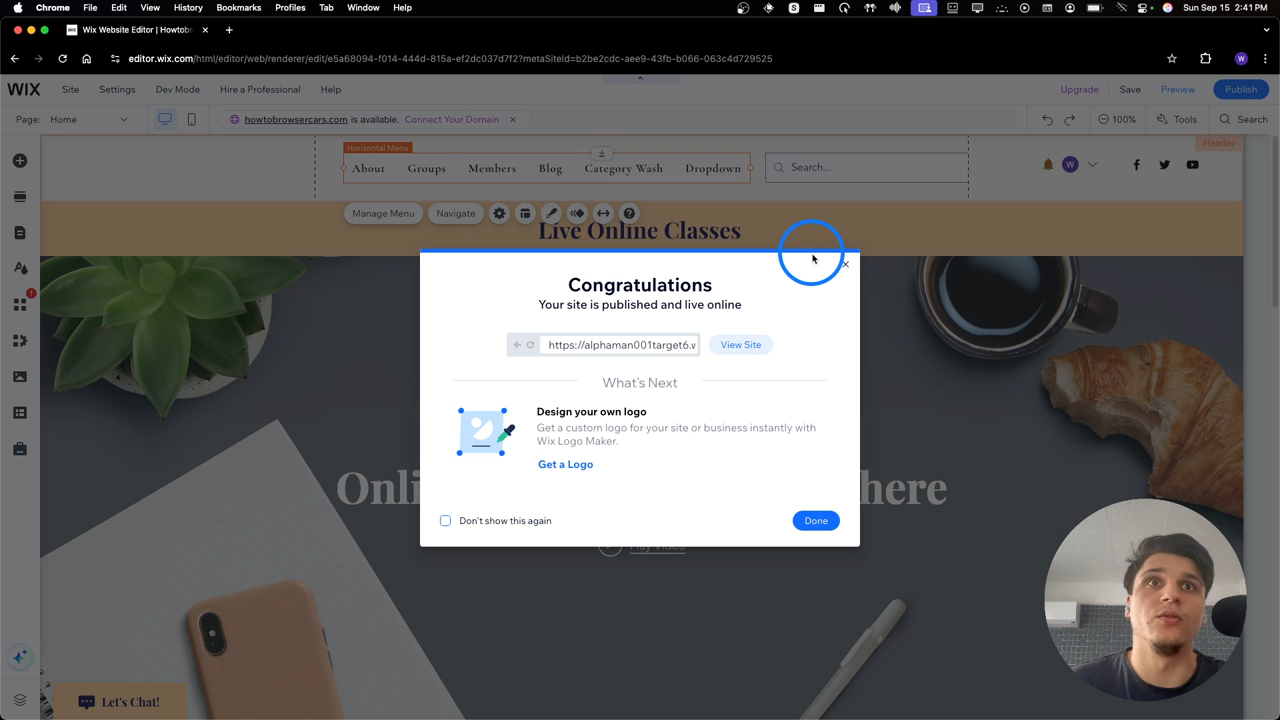 Chrome File Edit View History Bookmarks Profiles Tab Window Help
Sun Sep 15 2:41 PM
Wix Website Editor | Howtobr
editor.wix.com/html/editor/web/renderer/edit/e5a68094-f014-444d-815a-ef2dc037d7f2?metaSiteId=b2be2cdc-aee9-43fb-b066-063c4d729525
W
WIX Site Settings Dev Mode Hire a Professional Help
Upgrade Save Preview Publish
Page: Home
howtobrowsercars.com is available. Connect Your Domain
100% Tools Search
Horizontal Menu
Header
About Groups Members Blog Category Wash Dropdown
Search...
W
Manage Menu Navigate
Live Online Classes
1
Congratulations
Your site is published and live online
https://alphaman001target6.w
View Site
What's Next
Design your own logo
Get a custom logo for your site or business instantly with
Wix Logo Maker.
Get a Logo
Onli
here
Don't show this again
Done
Play Video
Let's Chat!